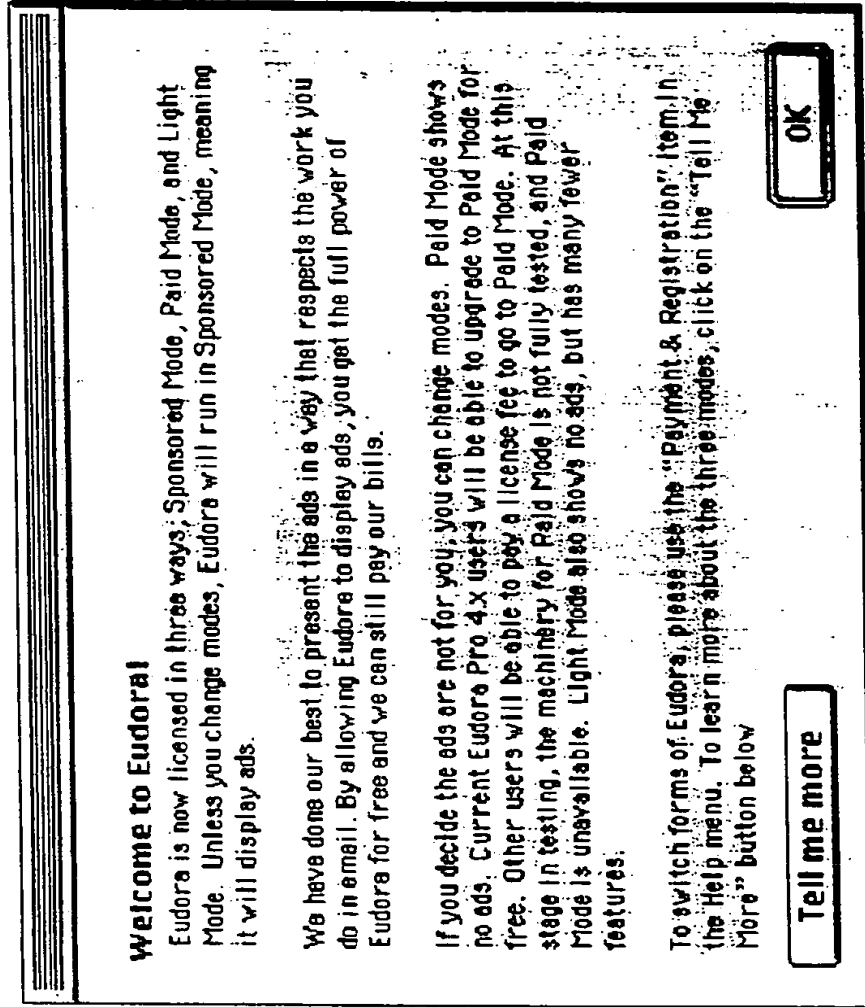 Welcome to Eudora!
Eudora is now licensed in three ways; Sponsored Mode, Paid Mode, and Light
Mode. Unless you change modes, Eudora will run in Sponsored Mode, meaning
it will display ads.
We have done our best to present the ads in a way that respects the work you
do in email. By allowing Eudora to display ads, you get the full power of
Eudora for free and we can still pay our bills.
If you decide the ads are not for you, you can change modes. Paid Mode shows
no ads. Current Eudora Pro 4.x users will be able to upgrade to Paid Mode for
free. Other users will be able to pay a license fee to go to Paid Mode. At this
stage in testing, the machinery for Paid Mode is not fully tested, and Paid
Mode is unavailable. Light Mode also shows no ads, but has many fewer
features.
To switch forms of Eudora, please use the "Payment & Registration" item in
the Help menu. To learn more about the three modes, click on the "Tell Me
More" button below
Tell me more
OK